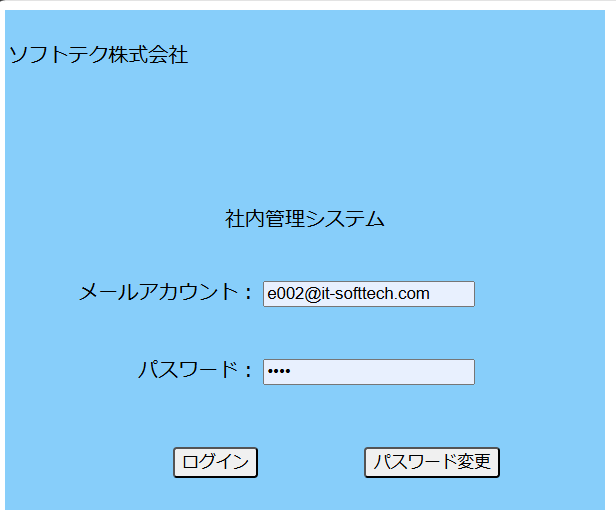 ソフトテク株式会社
社内管理システム
メールアカウント： e002@it-softtech.com
パスワード： ••••
ログイン パスワード変更